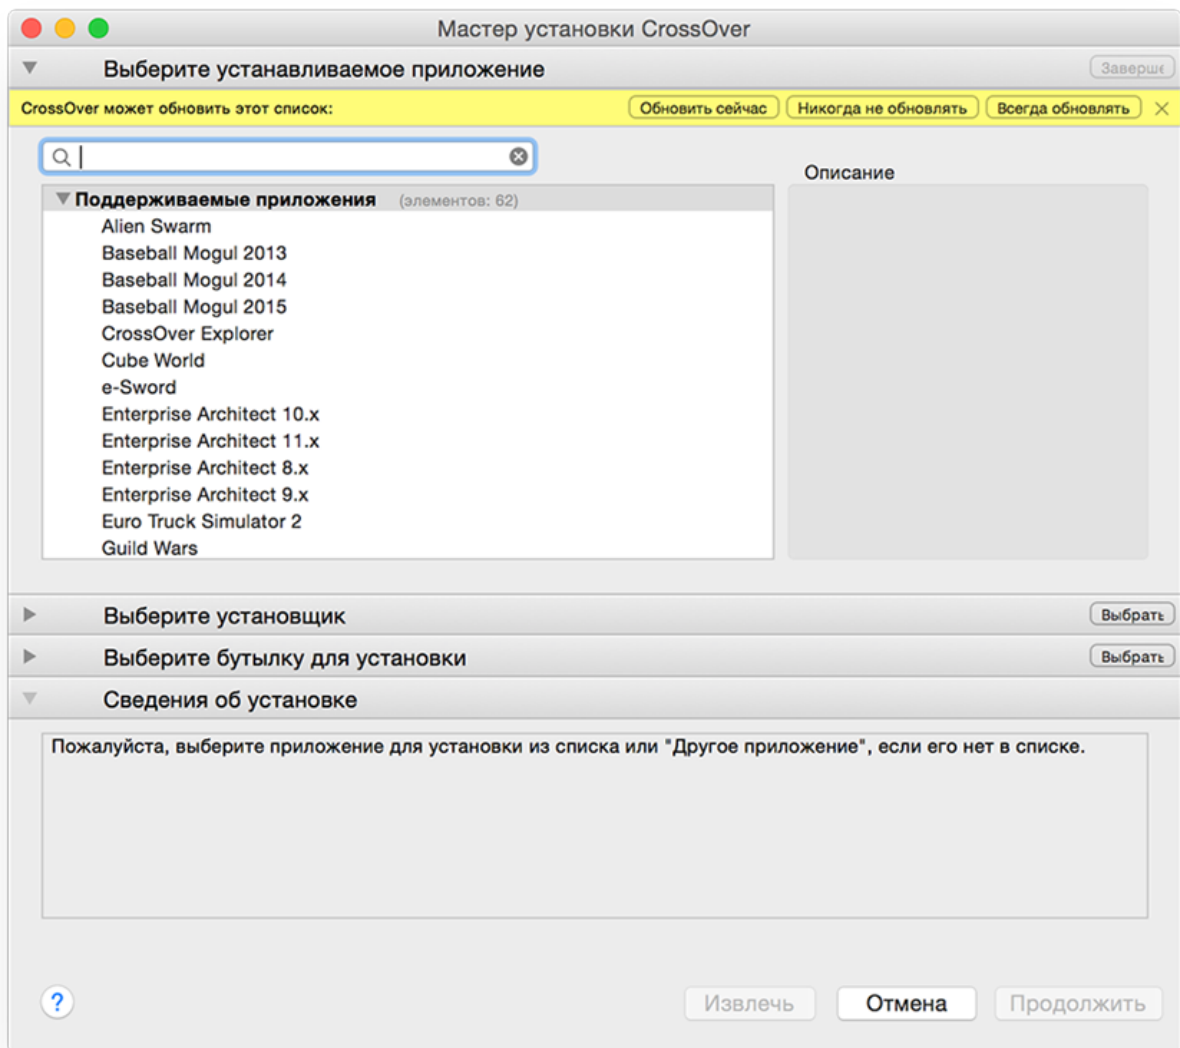 Мастер установки CrossOver
Выберите устанавливаемое приложение
Заверше
CrossOver может обновить этот список:
Обновить сейчас
Никогда не обновлять
Всегда обновлять
Описание
Поддерживаемые приложения (элементов: 62)
Alien Swarm
Baseball Mogul 2013
Baseball Mogul 2014
Baseball Mogul 2015
CrossOver Explorer
Cube World
e-Sword
Enterprise Architect 10.x
Enterprise Architect 11.x
Enterprise Architect 8.x
Enterprise Architect 9.x
Euro Truck Simulator 2
Guild Wars
Выберите установщик
Выбрать
Выберите бутылку для установки
Выбрать
Сведения об установке
Пожалуйста, выберите приложение для установки из списка или "Другое приложение", если его нет в списке.
?
Извлечь
Отмена
Продолжить